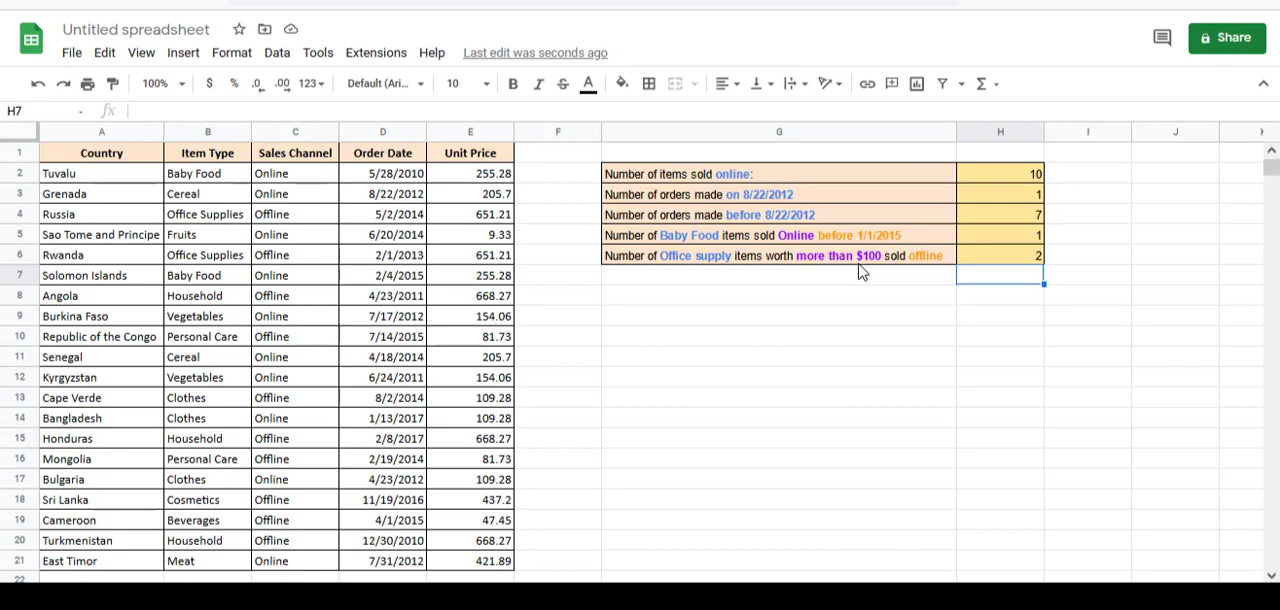 Untitled spreadsheet
File Edit View Insert Format Data Tools Extensions Help Last edit was seconds ago
Share
100% $ % .0 .00 123 Default (Ari... 10 B I S A
H7 fx
A B C D E F G H I J
1 Country Item Type Sales Channel Order Date Unit Price
2 Tuvalu Baby Food Online 5/28/2010 255.28 Number of items sold online: 10
3 Grenada Cereal Online 8/22/2012 205.7 Number of orders made on 8/22/2012 1
4 Russia Office Supplies Offline 5/2/2014 651.21 Number of orders made before 8/22/2012 7
5 Sao Tome and Principe Fruits Online 6/20/2014 9.33 Number of Baby Food items sold Online before 1/1/2015 1
6 Rwanda Office Supplies Offline 2/1/2013 651.21 Number of Office supply items worth more than $100 sold offline 2
7 Solomon Islands Baby Food Online 2/4/2015 255.28
8 Angola Household Offline 4/23/2011 668.27
9 Burkina Faso Vegetables Online 7/17/2012 154.06
10 Republic of the Congo Personal Care Offline 7/14/2015 81.73
11 Senegal Cereal Online 4/18/2014 205.7
12 Kyrgyzstan Vegetables Online 6/24/2011 154.06
13 Cape Verde Clothes Offline 8/2/2014 109.28
14 Bangladesh Clothes Online 1/13/2017 109.28
15 Honduras Household Offline 2/8/2017 668.27
16 Mongolia Personal Care Offline 2/19/2014 81.73
17 Bulgaria Clothes Online 4/23/2012 109.28
18 Sri Lanka Cosmetics Offline 11/19/2016 437.2
19 Cameroon Beverages Offline 4/1/2015 47.45
20 Turkmenistan Household Offline 12/30/2010 668.27
21 East Timor Meat Online 7/31/2012 421.89
22